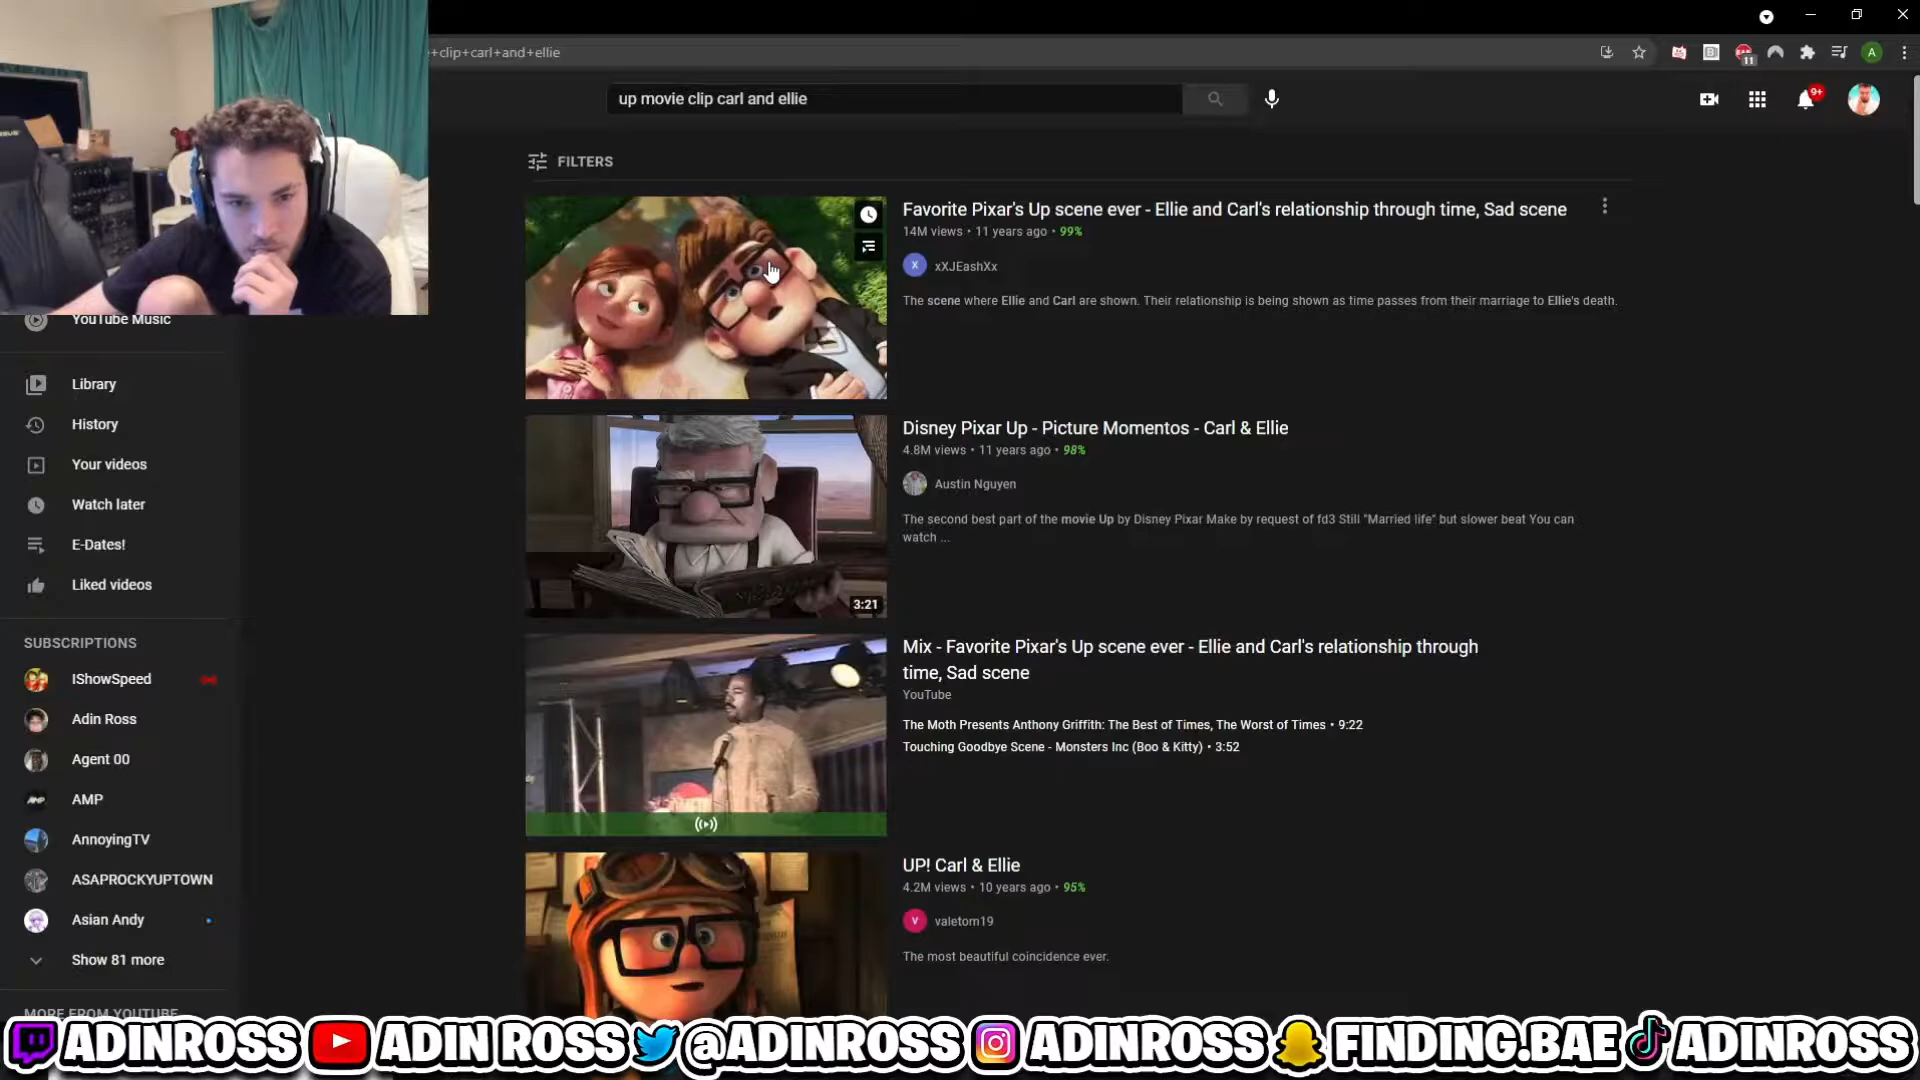 +clip+carl+and+ellie
11
A
up movie clip carl and ellie
9+
FILTERS
Favorite Pixar's Up scene ever - Ellie and Carl's relationship through time, Sad scene
14M views • 11 years ago • 99%
X
xXJEashXx
The scene where Ellie and Carl are shown. Their relationship is being shown as time passes from their marriage to Ellie's death.
Disney Pixar Up - Picture Momentos - Carl & Ellie
4.8M views • 11 years ago • 98%
Austin Nguyen
The second best part of the movie Up by Disney Pixar Make by request of fd3 Still "Married life" but slower beat You can
watch ...
3:21
Mix - Favorite Pixar's Up scene ever - Ellie and Carl's relationship through
time, Sad scene
YouTube
The Moth Presents Anthony Griffith: The Best of Times, The Worst of Times • 9:22
Touching Goodbye Scene - Monsters Inc (Boo & Kitty) • 3:52
UP! Carl & Ellie
4.2M views • 10 years ago • 95%
V
valetom19
The most beautiful coincidence ever.
YouTube Music
Library
History
Your videos
Watch later
E-Dates!
Liked videos
SUBSCRIPTIONS
IShowSpeed
Adin Ross
Agent 00
AMP
AnnoyingTV
ASAPROCKYUPTOWN
Asian Andy
Show 81 more
MORE FROM YOUTUBE
ADINROSS ADIN ROSS @ADINROSS ADINROSS FINDING.BAE ADINROSS